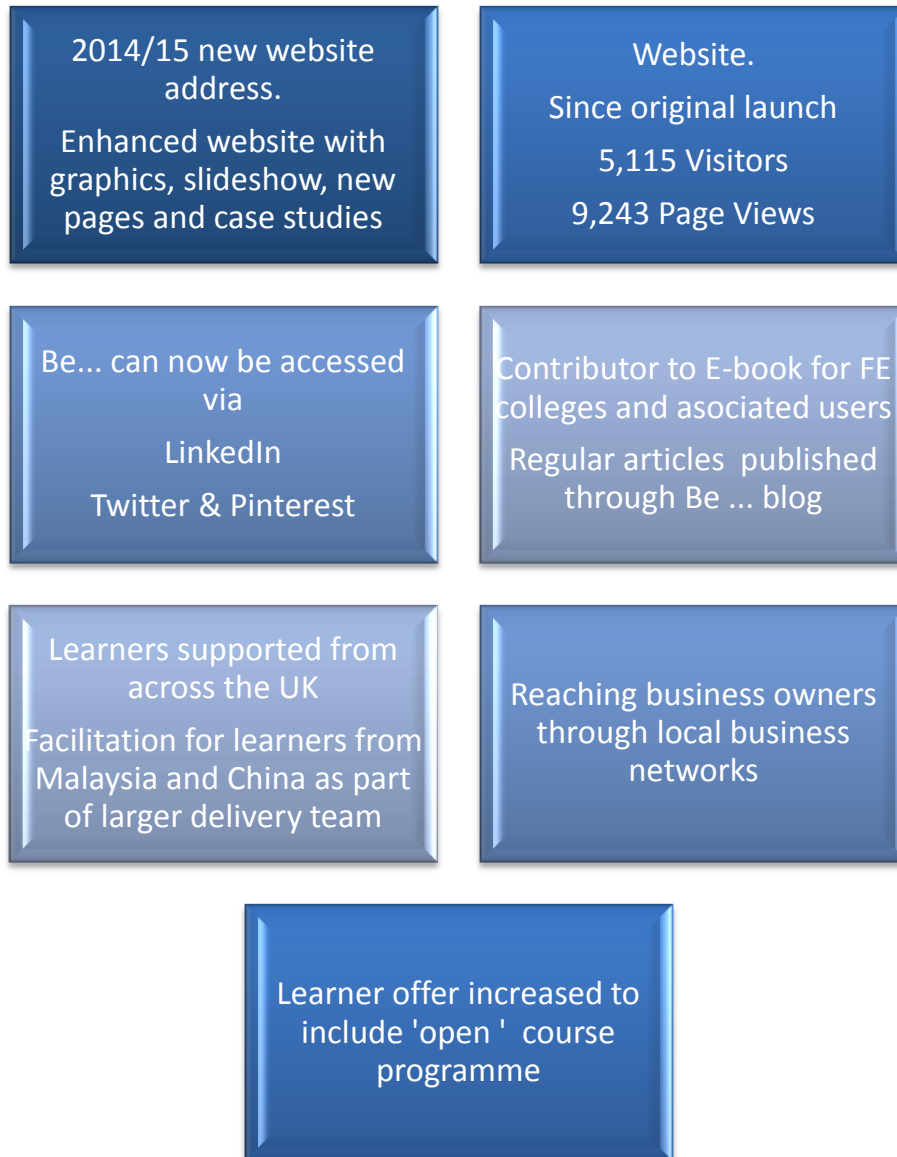 2014/15 new website
address.
Enhanced website with
graphics, slideshow, new
pages and case studies
Website.
Since original launch
5,115 Visitors
9,243 Page Views
Be... can now be accessed
via
LinkedIn
Twitter & Pinterest
Contributor to E-book for FE
colleges and asociated users
Regular articles  published
through Be ... blog
Learners supported from
across the UK
Facilitation for learners from
Malaysia and China as part
of larger delivery team
Reaching business owners
through local business
networks
Learner offer increased to
include 'open '  course
programme